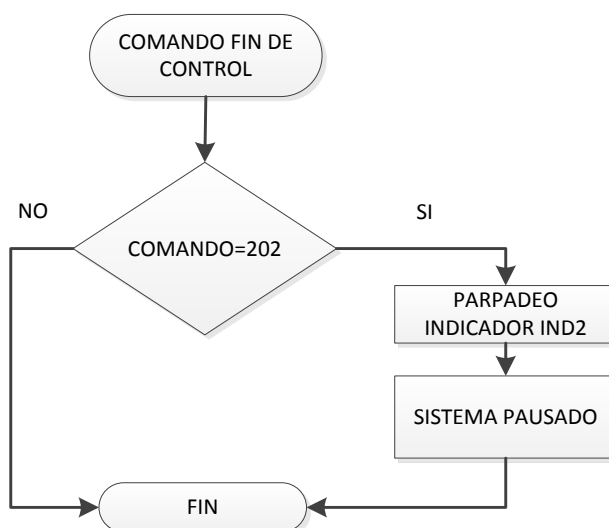 COMANDO FIN DE
CONTROL
NO
SI
COMANDO=202
PARPADEO
INDICADOR IND2
SISTEMA PAUSADO
FIN